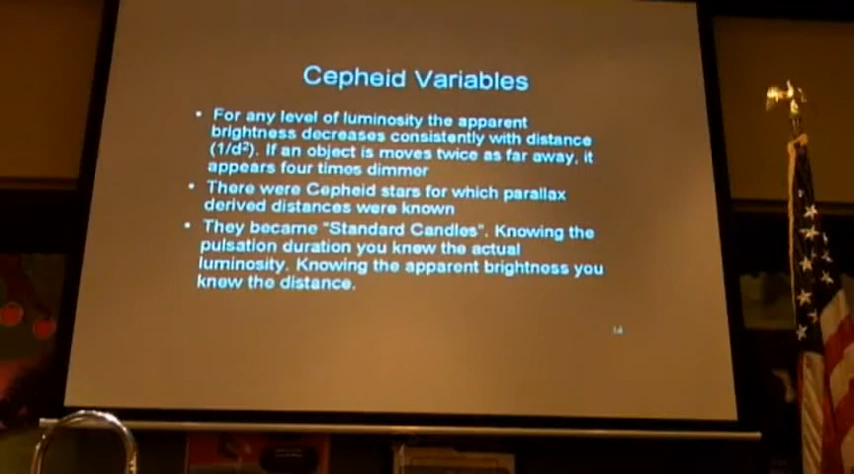 Cepheid Variables
• For any level of luminosity the apparent
brightness decreases consistently with distance
(1/d²). If an object is moves twice as far away, it
appears four times dimmer
• There were Cepheid stars for which parallax
derived distances were known
• They became "Standard Candles". Knowing the
pulsation duration you knew the actual
luminosity. Knowing the apparent brightness you
knew the distance.
14